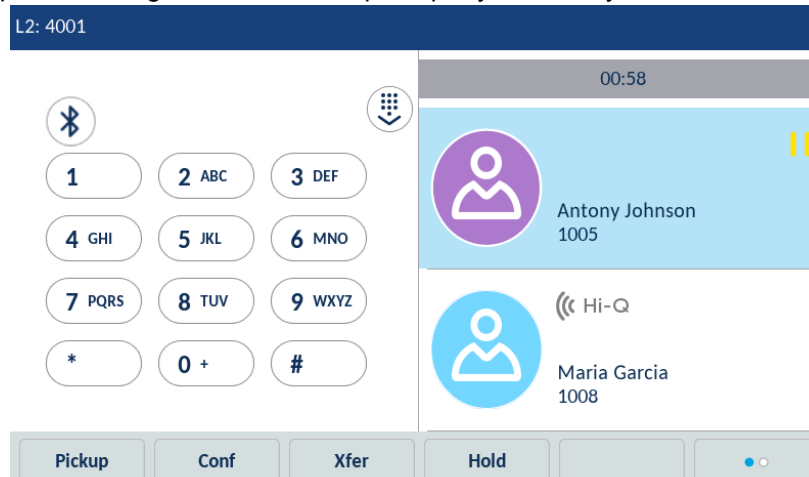 L2: 4001
00:58
1
2 ABC
3 DEF
4 GHI
5 JKL
6 MNO
7 PQRS
8 TUV
9 WXYZ
*
0 +
#
Antony Johnson
1005
Hi-Q
Maria Garcia
1008
Pickup
Conf
Xfer
Hold